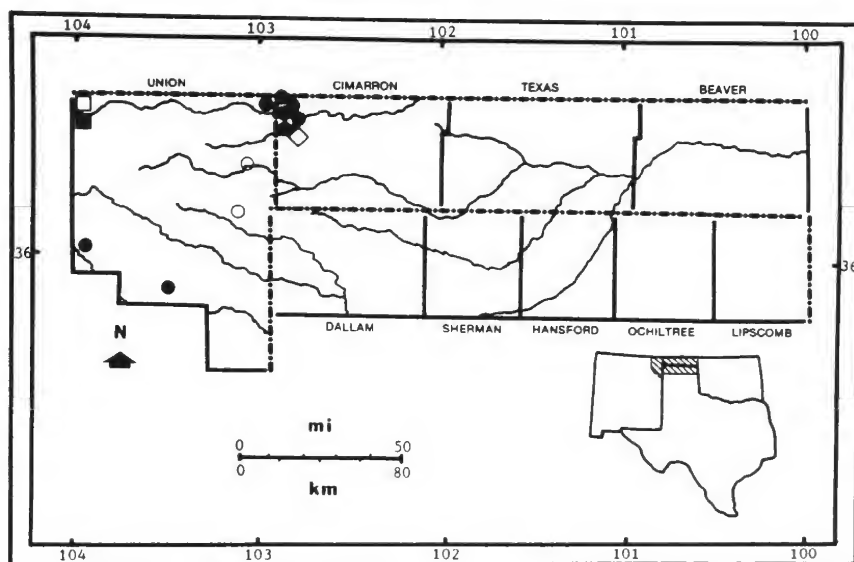 104 103 102 101 100
UNION CIMARRON TEXAS BEAVER
36 36
DALLAM SHERMAN HANSFORD OCHILTREE LIPSCOMB
N
mi
0 50
0 80
km
104 103 102 101 100